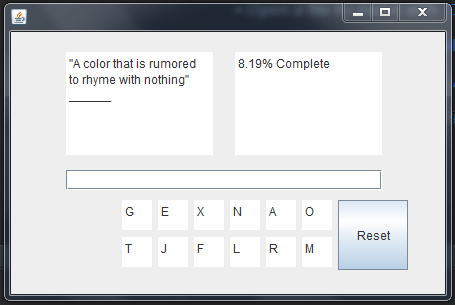 "A color that is rumored
to rhyme with nothing"
______
8.19% Complete
G E X N A O
T J F L R M
Reset